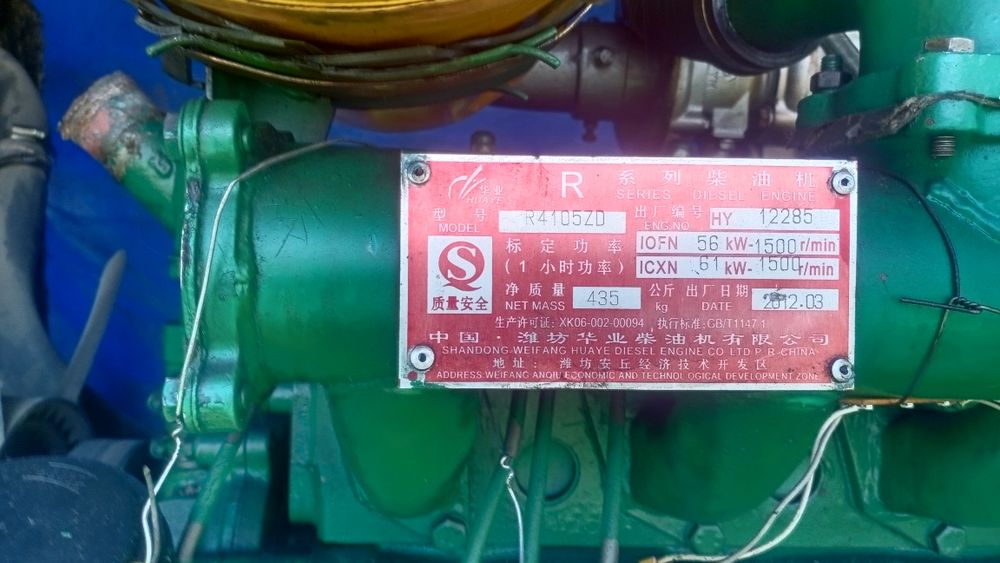 华业 HUAYE R 系列柴油机
SERIES DIESEL ENGINE
型号 MODEL R4105ZD 出厂编号 ENG.NO HY 12285
标定功率 IOFN 56 kW-1500 r/min
(1小时功率) ICXN 61 kW-1500 r/min
质量安全
净质量 NET MASS 435 公斤 kg 出厂日期 DATE 2012.03
生产许可证: XK06-002-00094 执行标准: GB/T1147.1
中国·潍坊华业柴油机有限公司
SHANDONG WEIFANG HUAYE DIESEL ENGINE CO LTD P. R. CHINA
地址: 潍坊安丘经济技术开发区
ADDRESS.WEIFANG ANQIU ECONOMIC AND TECHNOLOGICAL DEVELOPMENT ZONE